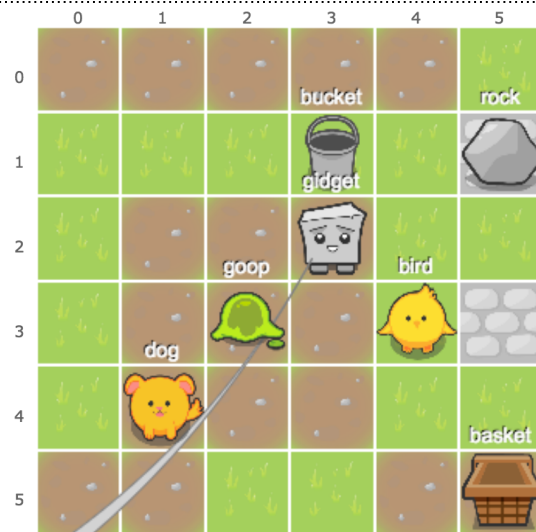 0 1 2 3 4 5
0
bucket rock
1
gidget
2
goop bird
3
dog
4
basket
5